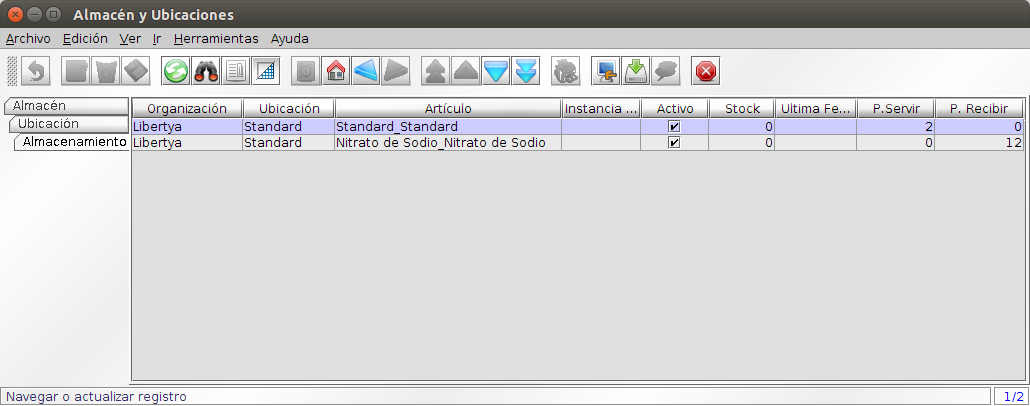 Almacén y Ubicaciones
Archivo Edición Ver Ir Herramientas Ayuda
Almacén
Ubicación
Almacenamiento
Organización Ubicación Artículo Instancia ... Activo Stock Ultima Fe... P.Servir P. Recibir
Libertya Standard Standard_Standard 0 2 0
Libertya Standard Nitrato de Sodio_Nitrato de Sodio 0 0 12
Navegar o actualizar registro 1/2